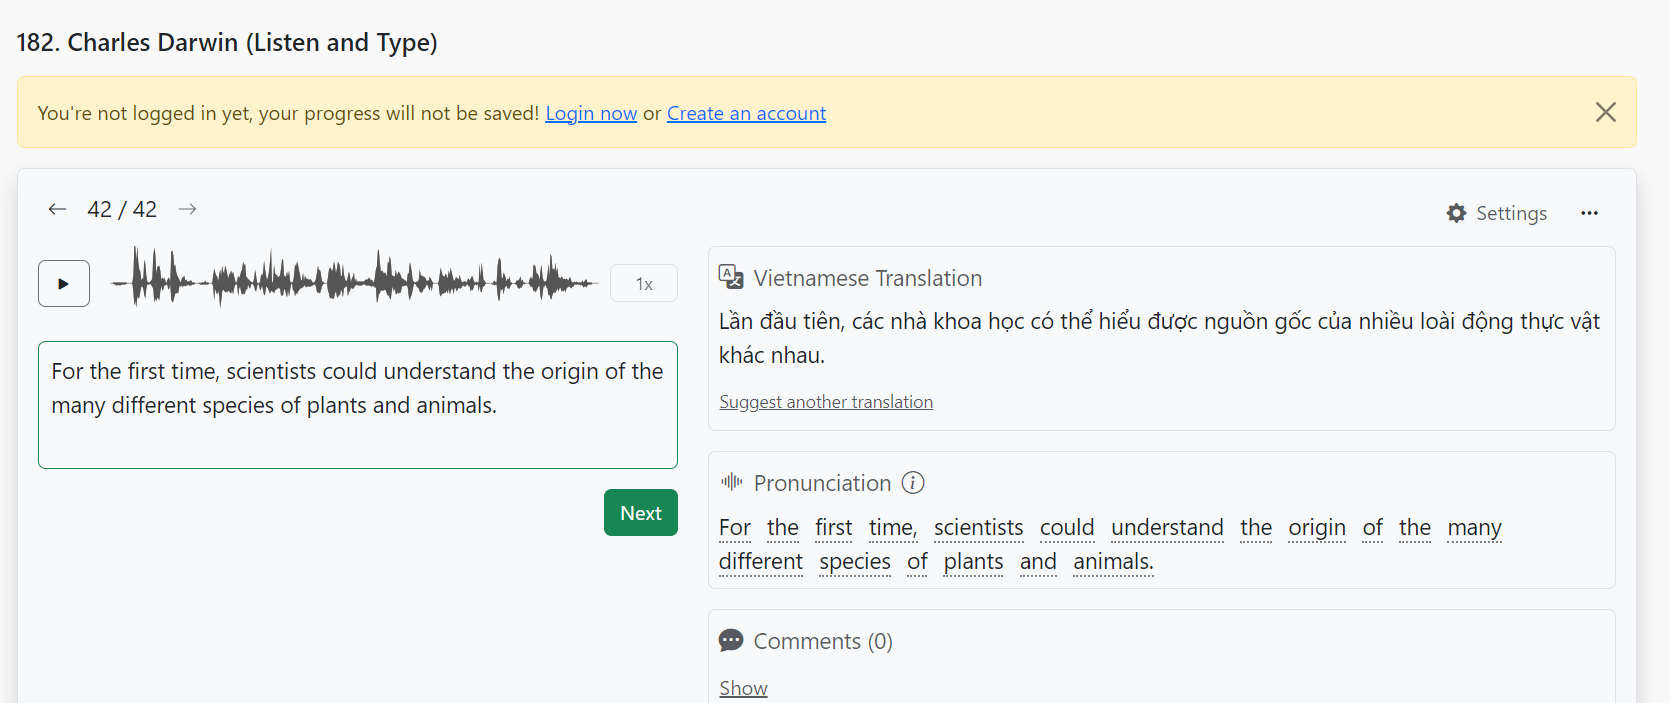 182. Charles Darwin (Listen and Type)
You're not logged in yet, your progress will not be saved! Login now or Create an account
42 / 42
Settings
1x
For the first time, scientists could understand the origin of the
many different species of plants and animals.
Next
Vietnamese Translation
Lần đầu tiên, các nhà khoa học có thể hiểu được nguồn gốc của nhiều loài động thực vật
khác nhau.
Suggest another translation
Pronunciation
For the first time, scientists could understand the origin of the many
different species of plants and animals.
Comments (0)
Show